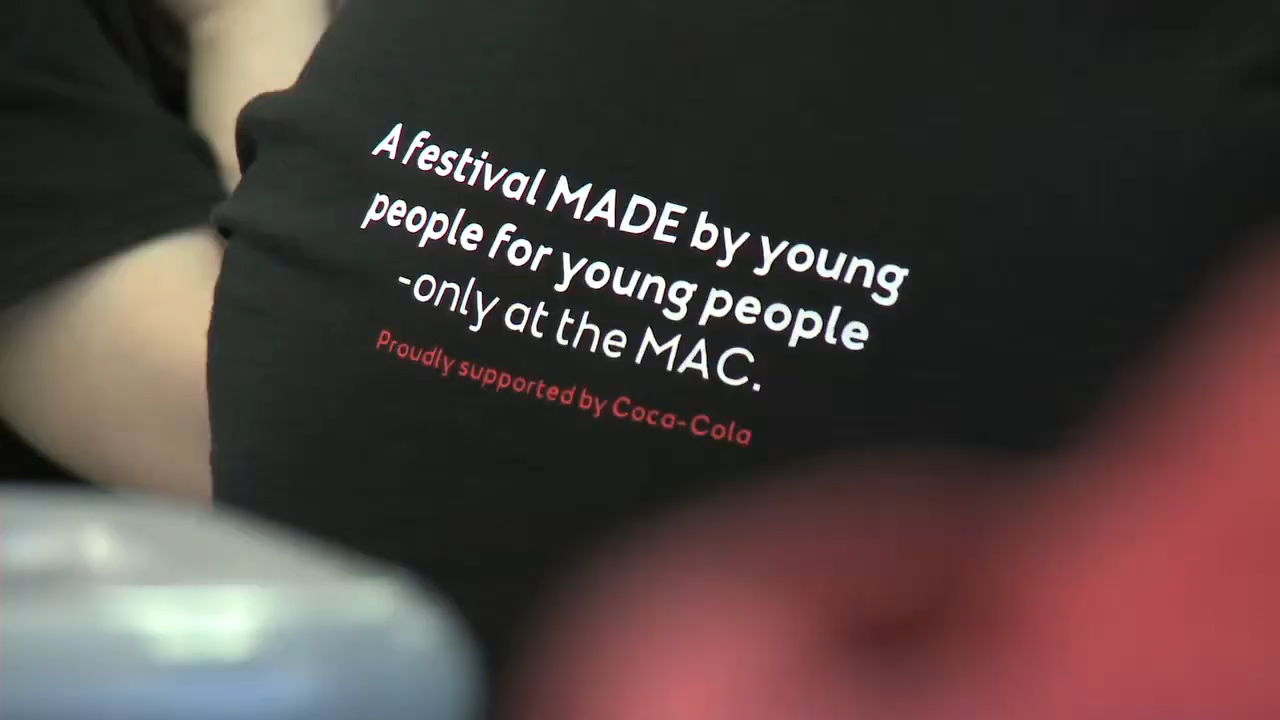 A festival MADE by young
people for young people
-only at the MAC.
Proudly supported by Coca-Cola